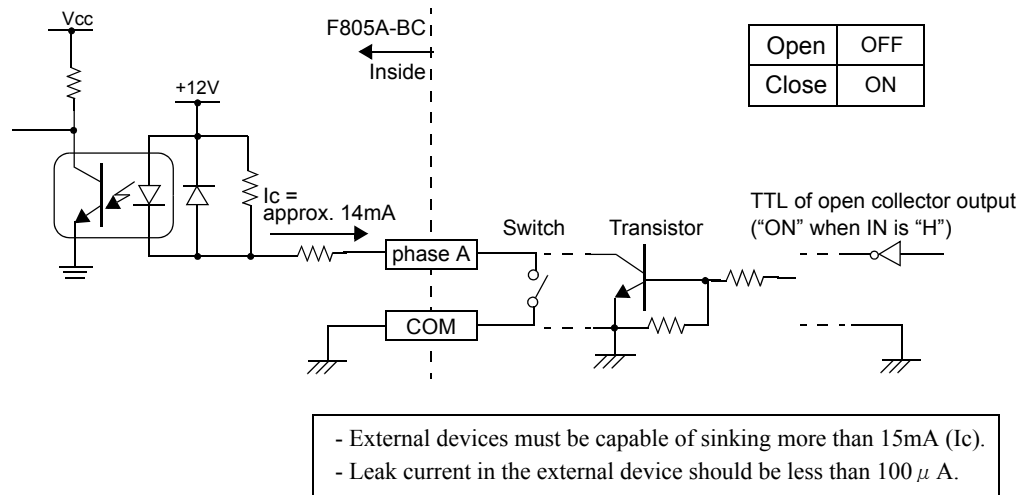 Vcc
F805A-BC
Inside
Open OFF
Close ON
+12V
Ic =
approx. 14mA
Switch
Transistor
TTL of open collector output
(“ON” when IN is “H”)
phase A
COM
- External devices must be capable of sinking more than 15mA (Ic).
- Leak current in the external device should be less than 100 μ A.